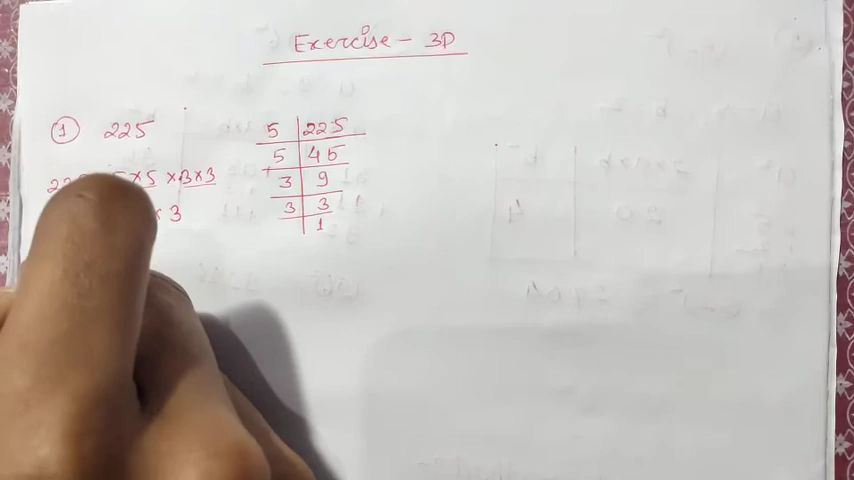 Exercise - 3D
① 225
5 | 225
5 | 45
3 | 9
3 | 3
1
5 × 5 × 3 × 3
× 3